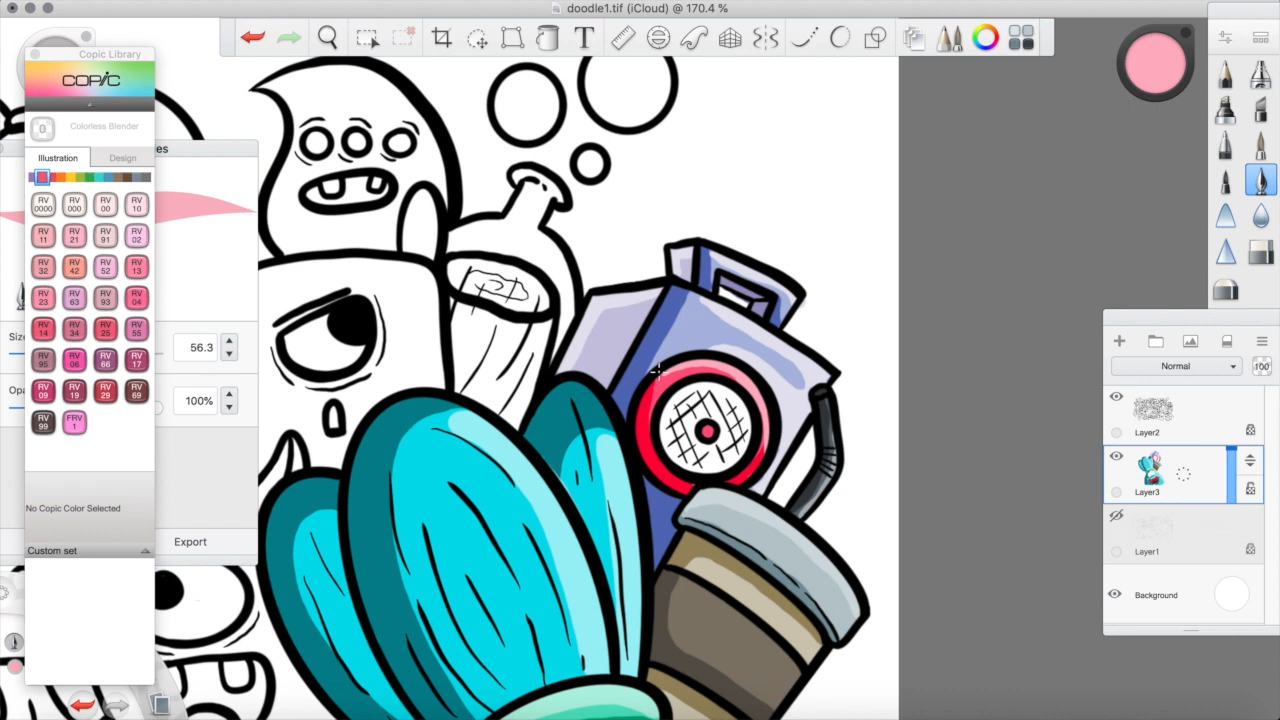 doodle1.tif (iCloud) @ 170.4 %
Copic Library
COPIC
0 Colorless Blender
Illustration Design
es
RV 0000 RV 000 RV 00 RV 10
RV 11 RV 21 RV 91 RV 02
RV 32 RV 42 RV 52 RV 13
RV 23 RV 63 RV 93 RV 04
RV 14 RV 34 RV 25 RV 55
RV 95 RV 06 RV 66 RV 17
RV 09 RV 19 RV 29 RV 69
RV 99 FRV 1
Size 56.3
Opa 100%
No Copic Color Selected
Export
Custom set
T
Normal 100
Layer2
Layer3
Layer1
Background